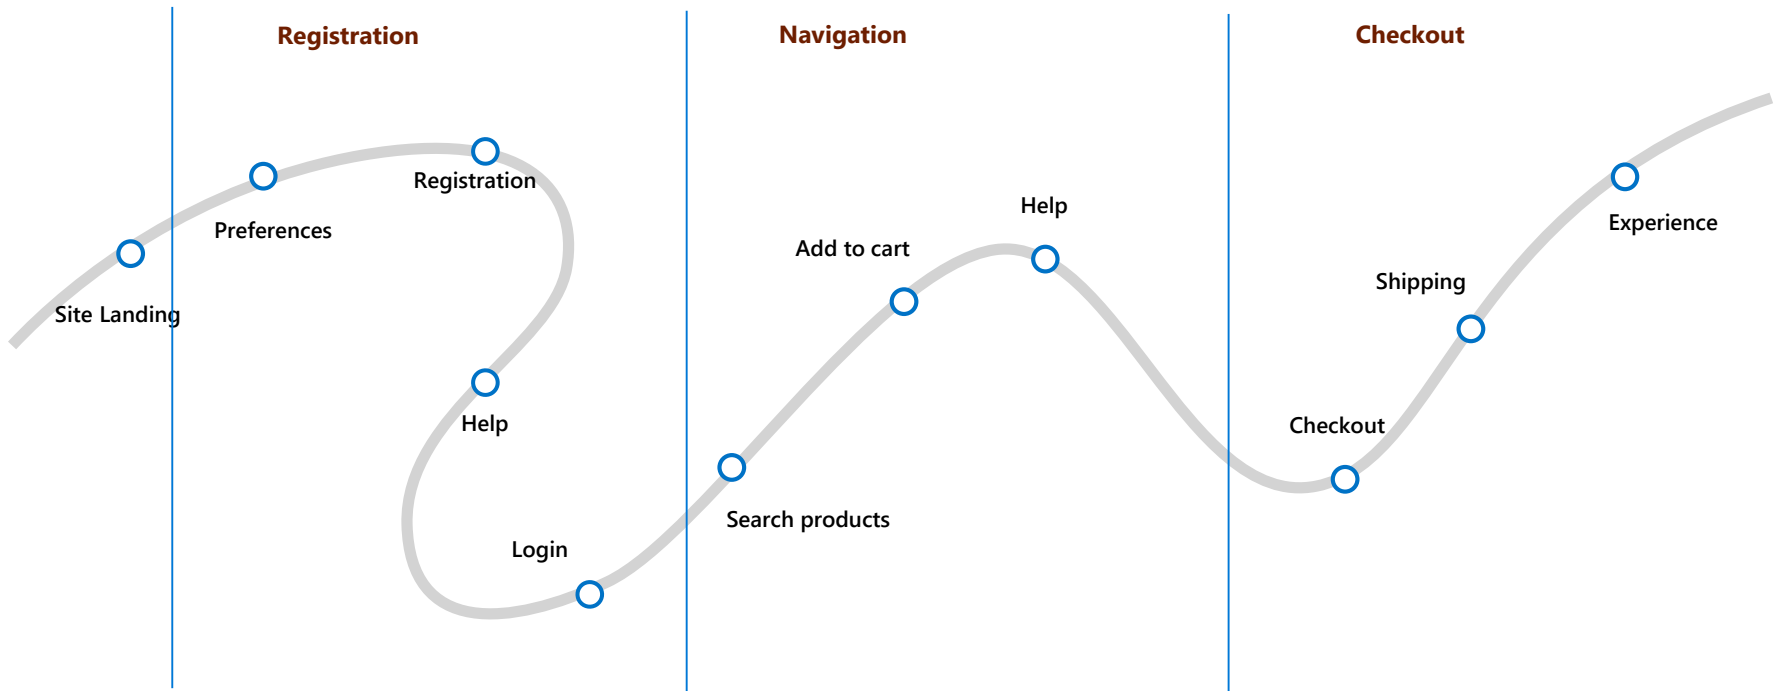 Registration
Navigation
Checkout
Site Landing
Preferences
Registration
Help
Login
Search products
Add to cart
Help
Checkout
Shipping
Experience